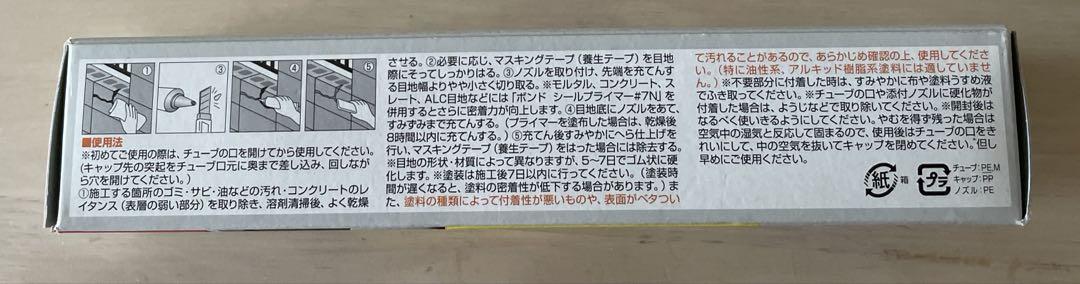 ① ③ ④ ⑤
■使用法
※初めてご使用の際は、チューブの口を開けてから使用してください。
(キャップ先の突起をチューブ口元に奥まで差し込み、回しなが
ら穴を開けてください。)
①施工する箇所のゴミ・サビ・油などの汚れ・コンクリートのレ
イタンス(表層の弱い部分)を取り除き、溶剤清掃後、よく乾燥
させる。②必要に応じ、マスキングテープ(養生テープ)を目地
際にそってしっかりはる。③ノズルを取り付け、先端を充てんす
る目地幅よりやや小さく切り取る。※モルタル、コンクリート、ス
レート、ALC目地などには「ボンド シールプライマー#7N」を
併用するとさらに密着力が向上します。④目地底にノズルをあて、
すみずみまで充てんする。(プライマーを塗布した場合は、乾燥後
8時間以内に充てんする。)⑤充てん後すみやかにへら仕上げを
行い、マスキングテープ(養生テープ)をはった場合には除去する。
※目地の形状・材質によって異なりますが、5〜7日でゴム状に硬
化します。※塗装は施工後7日以内に行ってください。(塗装時
期が遅くなると、塗料の密着性が低下する場合があります。)ま
た、塗料の種類によって付着性が悪いものや、表面がベタつい
て汚れることがあるので、あらかじめ確認の上、使用してくださ
い。(特に油性系、アルキッド樹脂系塗料には適していませ
ん。)※不要部分に付着した時は、すみやかに布や塗料うすめ液
でふき取ってください。※チューブの口や添付ノズルに硬化物が
付着した場合は、ようじなどで取り除いてください。※開封後は
なるべく使いきるようにしてください。やむを得ず残った場合は
空気中の湿気と反応して固まるので、使用後はチューブの口をき
れいにして、中の空気を抜いてキャップを閉めてください。但し
早めにご使用ください。
紙 箱
プラ
チューブ:PE,M
キャップ:PP
ノズル:PE